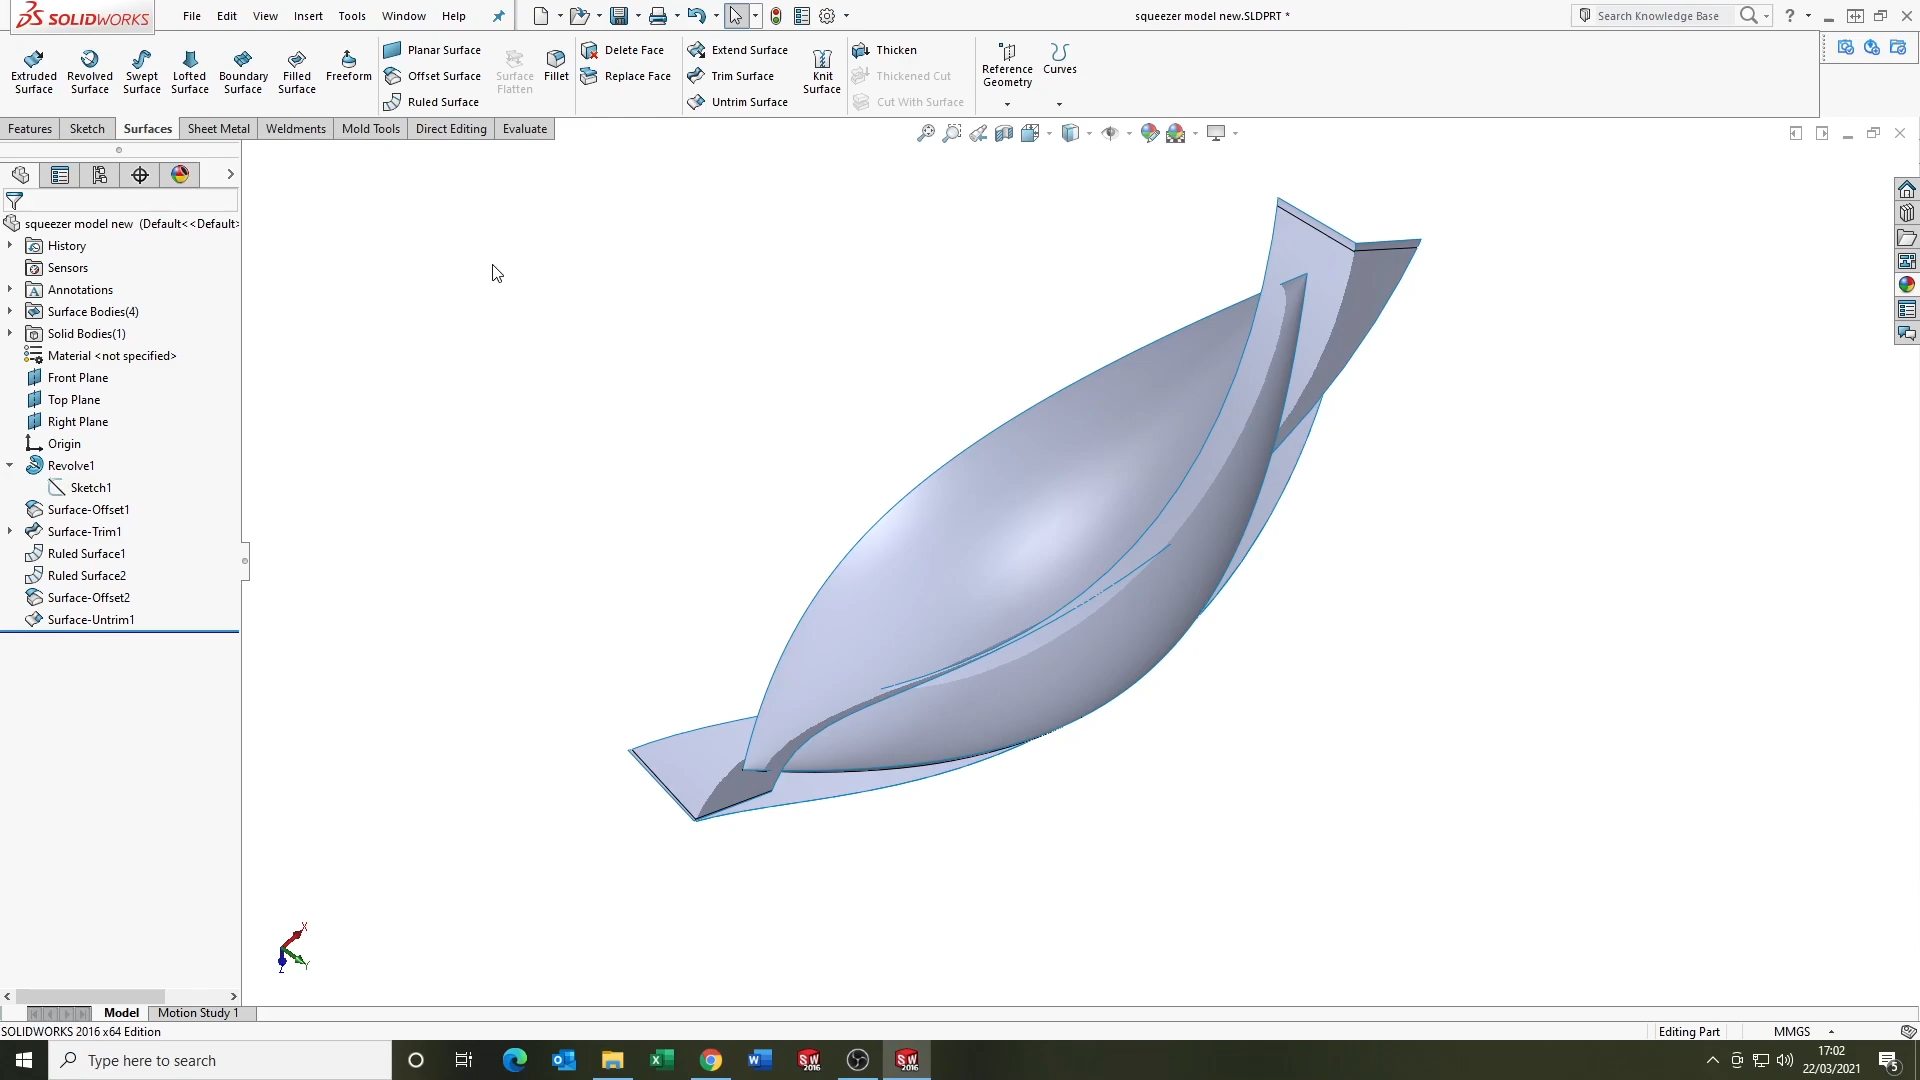 SOLIDWORKS
File Edit View Insert Tools Window Help
squeezer model new.SLDPRT *
Search Knowledge Base
Extruded Surface
Revolved Surface
Swept Surface
Lofted Surface
Boundary Surface
Filled Surface
Freeform
Planar Surface
Offset Surface
Ruled Surface
Surface Flatten
Fillet
Delete Face
Replace Face
Extend Surface
Trim Surface
Untrim Surface
Knit Surface
Thicken
Thickened Cut
Cut With Surface
Reference Geometry
Curves
Features Sketch Surfaces Sheet Metal Weldments Mold Tools Direct Editing Evaluate
squeezer model new (Default<<Default>
History
Sensors
Annotations
Surface Bodies(4)
Solid Bodies(1)
Material <not specified>
Front Plane
Top Plane
Right Plane
Origin
Revolve1
Sketch1
Surface-Offset1
Surface-Trim1
Ruled Surface1
Ruled Surface2
Surface-Offset2
Surface-Untrim1
X
Y
Z
Model Motion Study 1
SOLIDWORKS 2016 x64 Edition
Editing Part
MMGS
Type here to search
SW 2016
SW 2016
17:02
22/03/2021
5